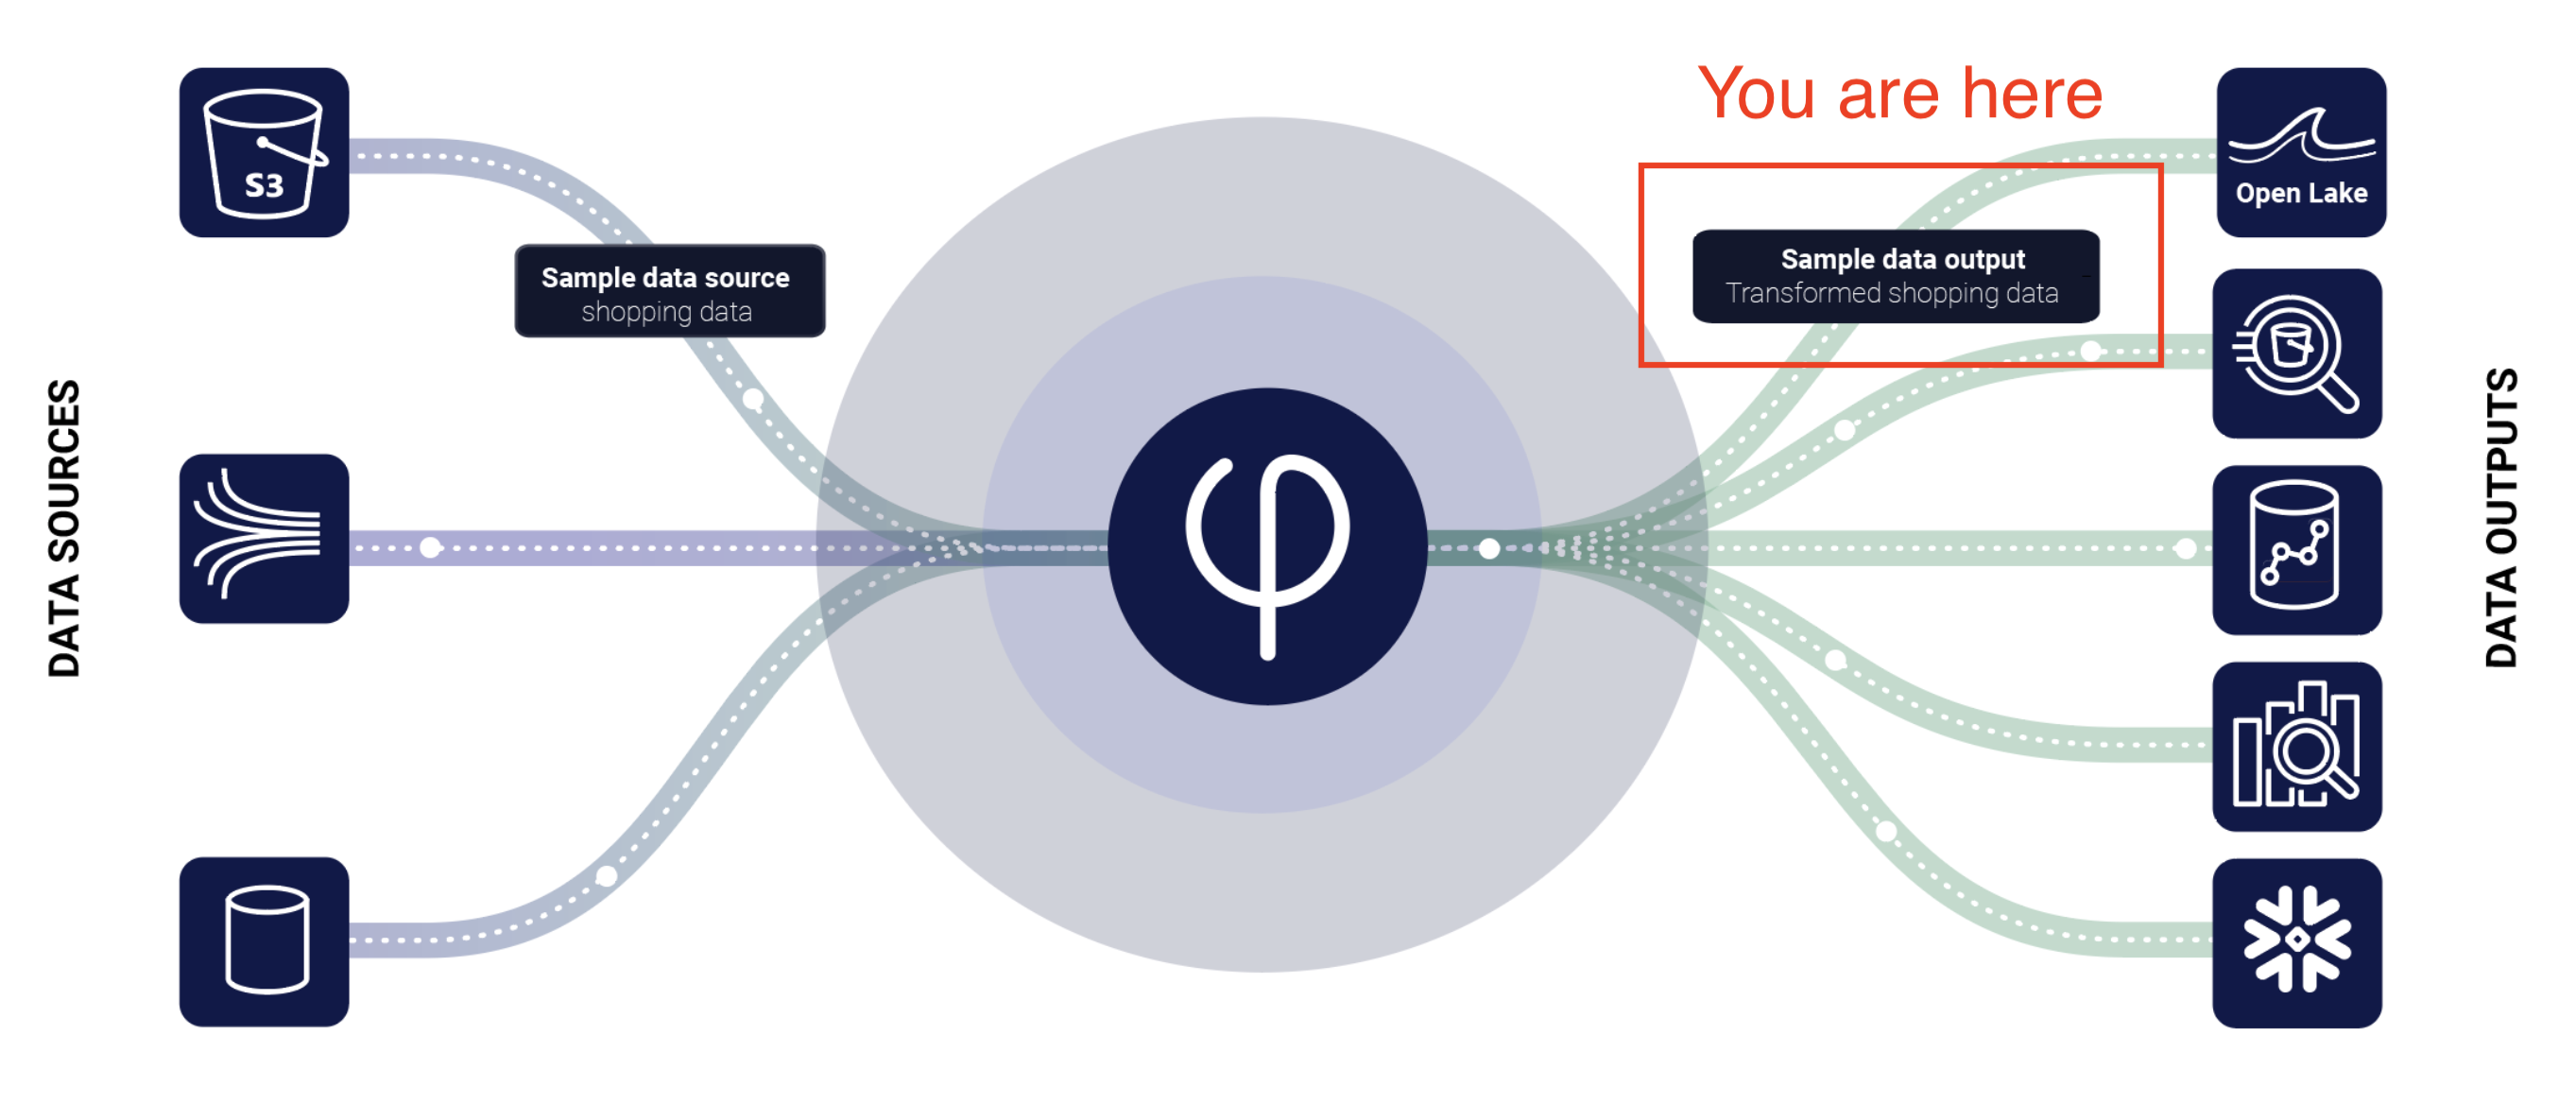 You are here
S3
Open Lake
Sample data source
shopping data
Sample data output
Transformed shopping data
DATA SOURCES
DATA OUTPUTS